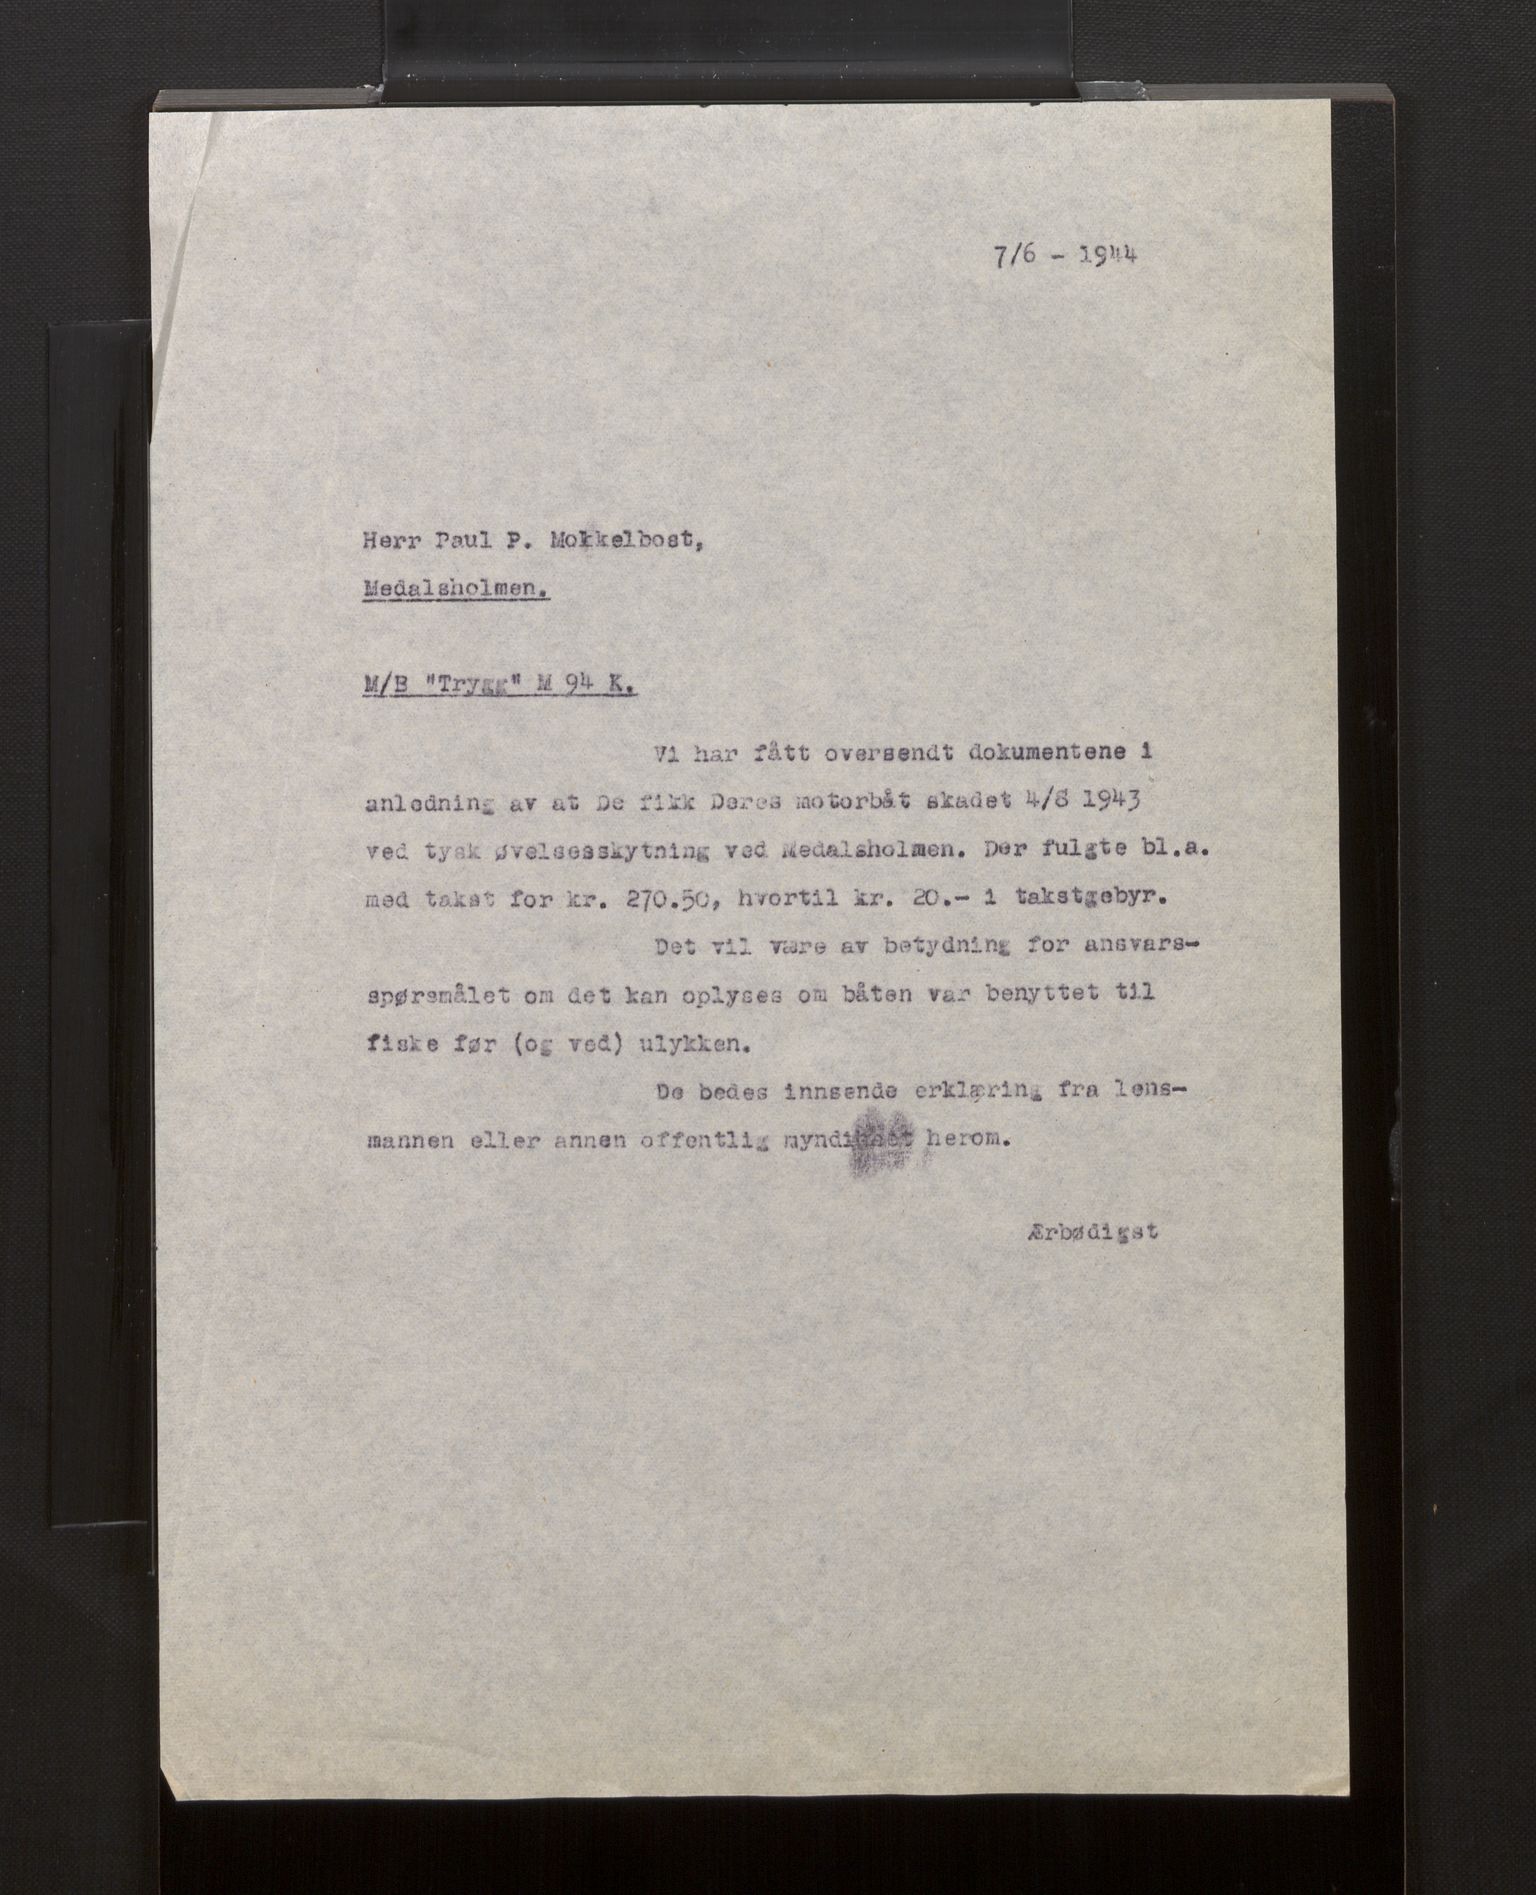 7/6 - 1944
Herr Paul P. Mokkelbost,
Medalsholmen.
M/B "Trygg" M 94 K.
Vi har fått oversendt dokumentene i
anledning av at De fikk Deres motorbåt skadet 4/8 1943
ved tysk øvelsesskytning ved Medalsholmen. Der fulgte bl.a.
med takst for kr. 270.50, hvortil kr. 20.- i takstgebyr.
Det vil være av betydning for ansvars-
spørsmålet om det kan oplyses om båten var benyttet til
fiske før (og ved) ulykken.
De bedes innsende erklæring fra lens-
mannen eller annen offentlig herom.
Ærbødigst